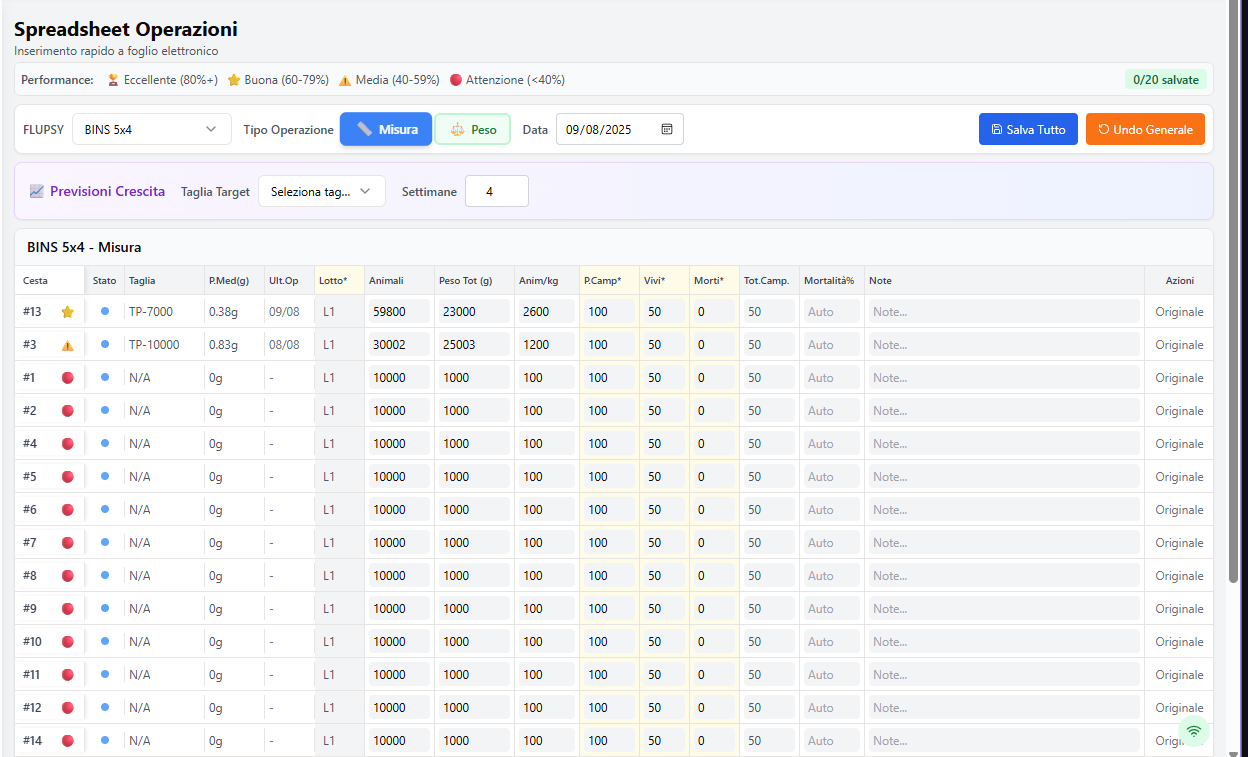 Spreadsheet Operazioni
Inserimento rapido a foglio elettronico
Performance: Eccellente (80%+) Buona (60-79%) Media (40-59%) Attenzione (<40%) 0/20 salvate
FLUPSY BINS 5x4 Tipo Operazione Misura Peso Data 09/08/2025 Salva Tutto Undo Generale
Previsioni Crescita Taglia Target Seleziona tag... Settimane 4
BINS 5x4 - Misura
Cesta Stato Taglia P.Med(g) Ult.Op Lotto* Animali Peso Tot (g) Anim/kg P.Camp* Vivi* Morti* Tot.Camp. Mortalità% Note Azioni
#13 TP-7000 0.38g 09/08 L1 59800 23000 2600 100 50 0 50 Auto Note... Originale
#3 TP-10000 0.83g 08/08 L1 30002 25003 1200 100 50 0 50 Auto Note... Originale
#1 N/A 0g - L1 10000 1000 100 100 50 0 50 Auto Note... Originale
#2 N/A 0g - L1 10000 1000 100 100 50 0 50 Auto Note... Originale
#4 N/A 0g - L1 10000 1000 100 100 50 0 50 Auto Note... Originale
#5 N/A 0g - L1 10000 1000 100 100 50 0 50 Auto Note... Originale
#6 N/A 0g - L1 10000 1000 100 100 50 0 50 Auto Note... Originale
#7 N/A 0g - L1 10000 1000 100 100 50 0 50 Auto Note... Originale
#8 N/A 0g - L1 10000 1000 100 100 50 0 50 Auto Note... Originale
#9 N/A 0g - L1 10000 1000 100 100 50 0 50 Auto Note... Originale
#10 N/A 0g - L1 10000 1000 100 100 50 0 50 Auto Note... Originale
#11 N/A 0g - L1 10000 1000 100 100 50 0 50 Auto Note... Originale
#12 N/A 0g - L1 10000 1000 100 100 50 0 50 Auto Note... Originale
#14 N/A 0g - L1 10000 1000 100 100 50 0 50 Auto Note...